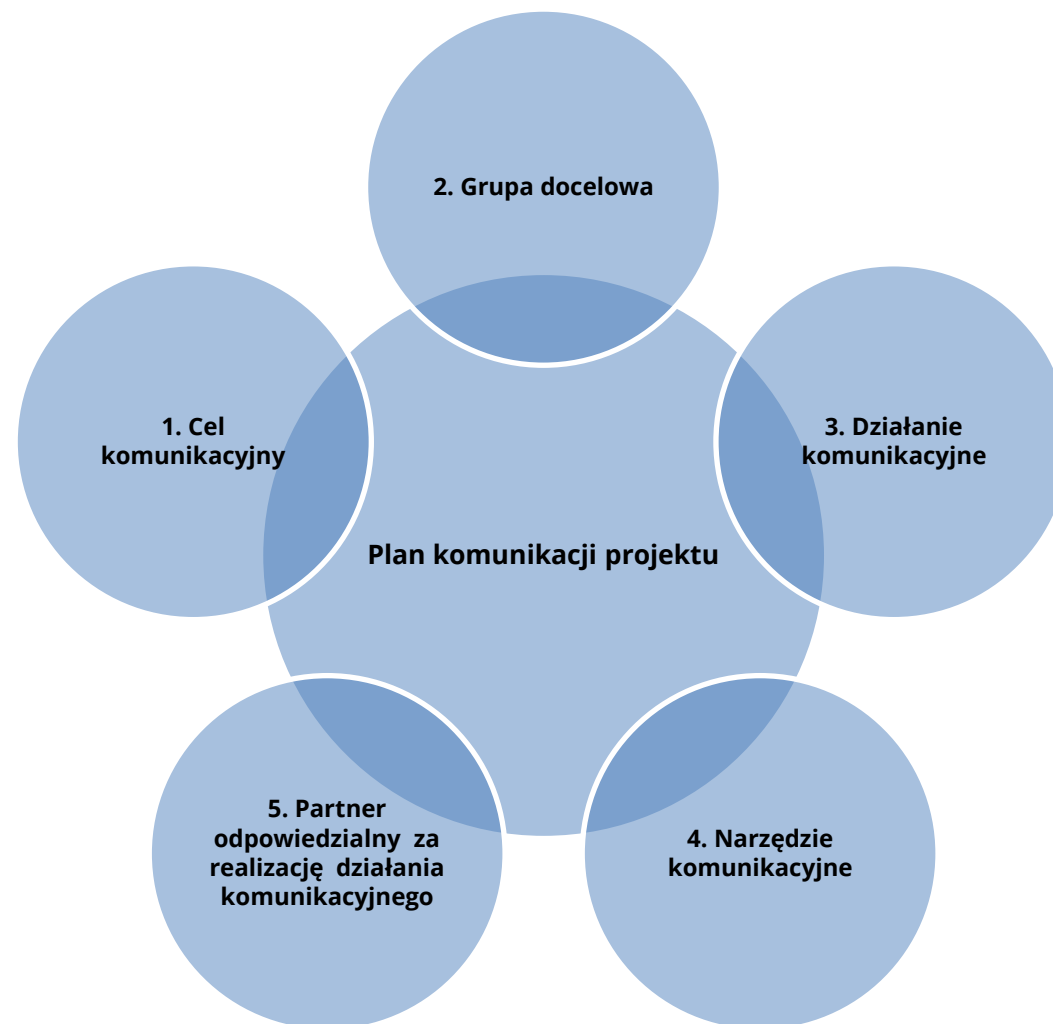 2. Grupa docelowa
1. Cel
komunikacyjny
3. Działanie
komunikacyjne
Plan komunikacji projektu
5. Partner
odpowiedzialny za
realizację działania
komunikacyjnego
4. Narzędzie
komunikacyjne